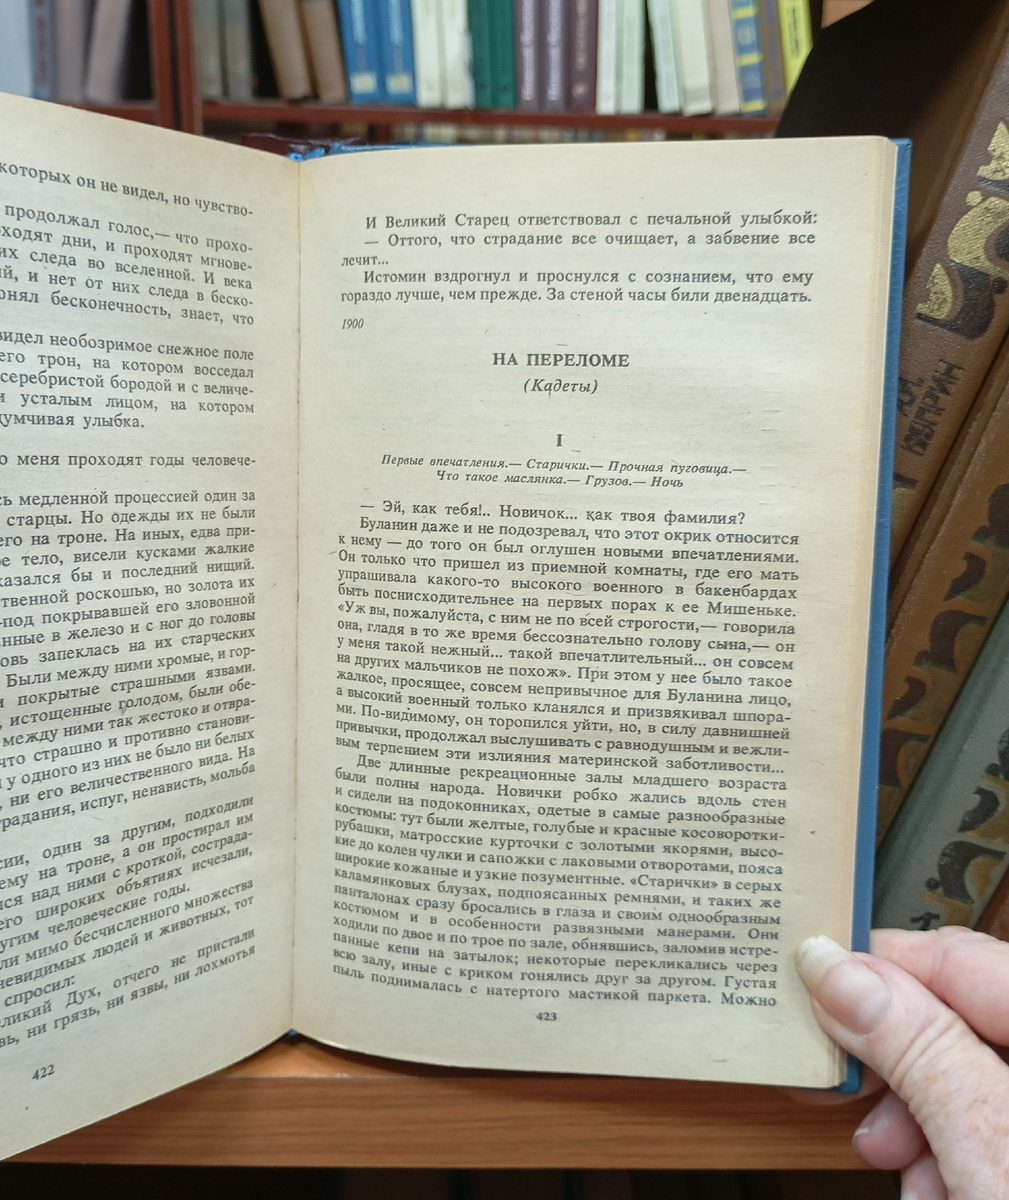 которых он не видел, но чувство-
продолжал голос,— что прохо-
ходят дни, и проходят мгнове-
их следа во вселенной. И века
и нет от них следа в беско-
онял бесконечность, знает, что
видел необозримое снежное поле
его трон, на котором восседал
серебристой бородой и с величе-
усталым лицом, на котором
думчивая улыбка.
меня проходят годы человече-
сь медленной процессией один за
старцы. Но одежды их не были
его на троне. На иных, едва при-
тело, висели кусками жалкие
казался бы и последний нищий.
ственной роскошью, но золота их
-под покрывавшей его зловонной
анные в железо и с ног до головы
овь запеклась на их старческих
Были между ними хромые, и гор-
покрытые страшными язвами.
истощенные голодом, были обе-
между ними так жестоко и отвра-
что страшно и противно станови-
у одного из них не было ни белых
ни его величественного вида. На
традания, испуг, ненависть, мольба
сии, один за другим, подходили
ему на троне, а он простирал им
лся над ними с кроткой, сострада-
его широких объятиях исчезали,
угим человеческие годы.
ли мимо бесчисленного множества
невидимых людей и животных, тот
спросил:
еликий Дух, отчего не пристали
вь, ни грязь, ни язвы, ни лохмотья
422
И Великий Старец ответствовал с печальной улыбкой:
— Оттого, что страдание все очищает, а забвение все
лечит...
Истомин вздрогнул и проснулся с сознанием, что ему
гораздо лучше, чем прежде. За стеной часы били двенадцать.
1900
НА ПЕРЕЛОМЕ
(Кадеты)
I
Первые впечатления.— Старички.— Прочная пуговица.—
Что такое маслянка.— Грузов.— Ночь
— Эй, как тебя!.. Новичок... как твоя фамилия?
Буланин даже и не подозревал, что этот окрик относится
к нему — до того он был оглушен новыми впечатлениями.
Он только что пришел из приемной комнаты, где его мать
упрашивала какого-то высокого военного в бакенбардах
быть поснисходительнее на первых порах к ее Мишеньке.
«Уж вы, пожалуйста, с ним не по всей строгости,— говорила
она, гладя в то же время бессознательно голову сына,— он
у меня такой нежный... такой впечатлительный... он совсем
на других мальчиков не похож». При этом у нее было такое
жалкое, просящее, совсем непривычное для Буланина лицо,
а высокий военный только кланялся и призвякивал шпора-
ми. По-видимому, он торопился уйти, но, в силу давнишней
привычки, продолжал выслушивать с равнодушным и вежли-
вым терпением эти излияния материнской заботливости...
Две длинные рекреационные залы младшего возраста
были полны народа. Новички робко жались вдоль стен
и сидели на подоконниках, одетые в самые разнообразные
костюмы: тут были желтые, голубые и красные косоворотки-
рубашки, матросские курточки с золотыми якорями, высо-
кие до колен чулки и сапожки с лаковыми отворотами, пояса
широкие кожаные и узкие позументные. «Старички» в серых
каламянковых блузах, подпоясанных ремнями, и таких же
панталонах сразу бросались в глаза и своим однообразным
костюмом и в особенности развязными манерами. Они
ходили по двое и по трое по зале, обнявшись, заломив истре-
панные кепи на затылок; некоторые перекликались через
всю залу, иные с криком гонялись друг за другом. Густая
пыль поднималась с натертого мастикой паркета. Можно
423